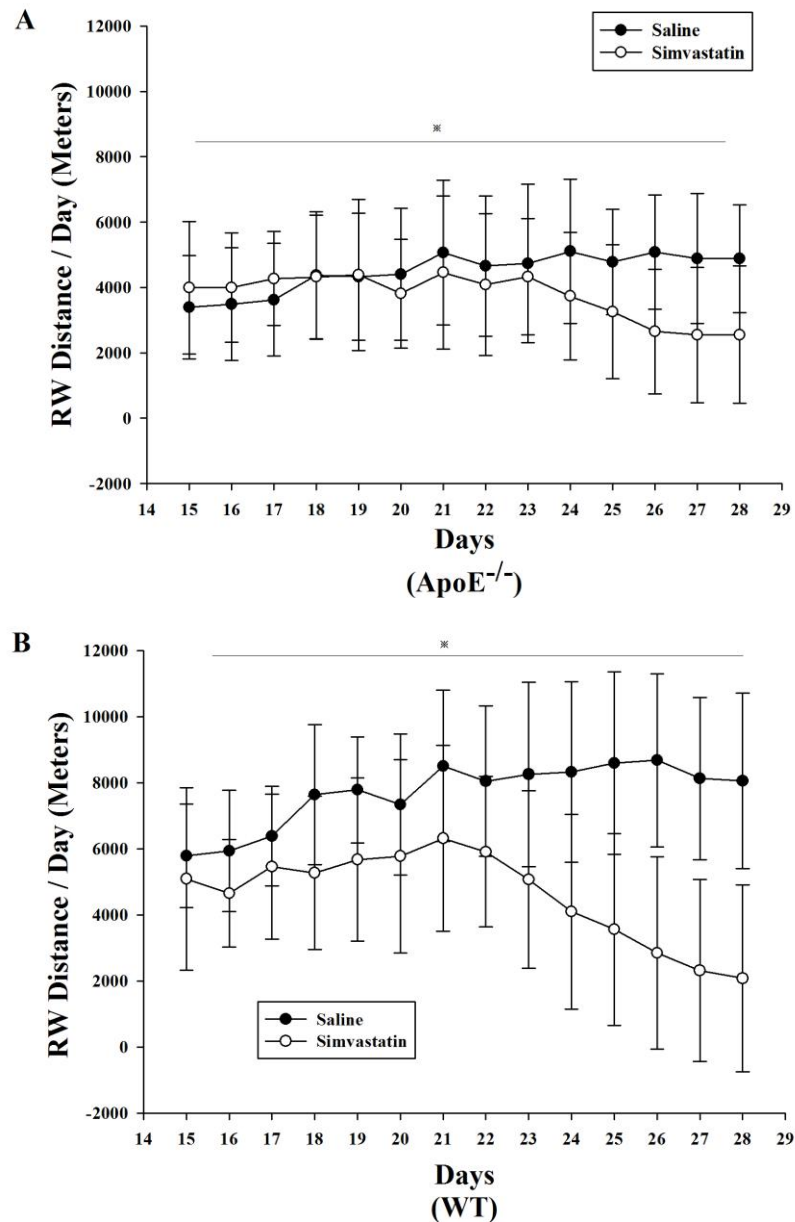 A
Saline
Simvastatin
12000
10000
8000
6000
4000
2000
0
-2000
RW Distance / Day (Meters)
*
14 15 16 17 18 19 20 21 22 23 24 25 26 27 28 29
Days
(ApoE-/-)
B
12000
10000
8000
6000
4000
2000
0
-2000
RW Distance / Day (Meters)
*
Saline
Simvastatin
14 15 16 17 18 19 20 21 22 23 24 25 26 27 28 29
Days
(WT)